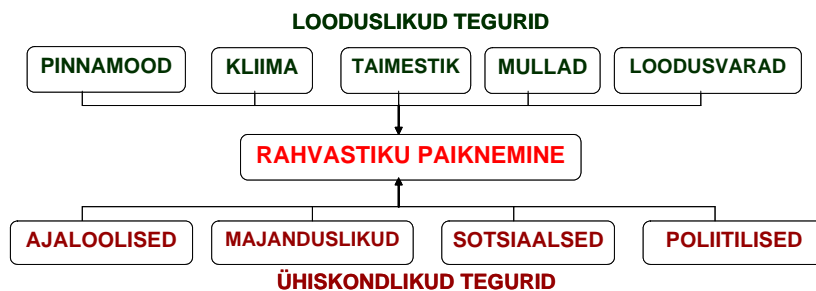 LOODUSLIKUD TEGURID
PINNAMOOD KLIIMA TAIMESTIK MULLAD LOODUSVARAD
RAHVASTIKU PAIKNEMINE
AJALOOLISED MAJANDUSLIKUD SOTSIAALSED POLIITILISED
ÜHISKONDLIKUD TEGURID